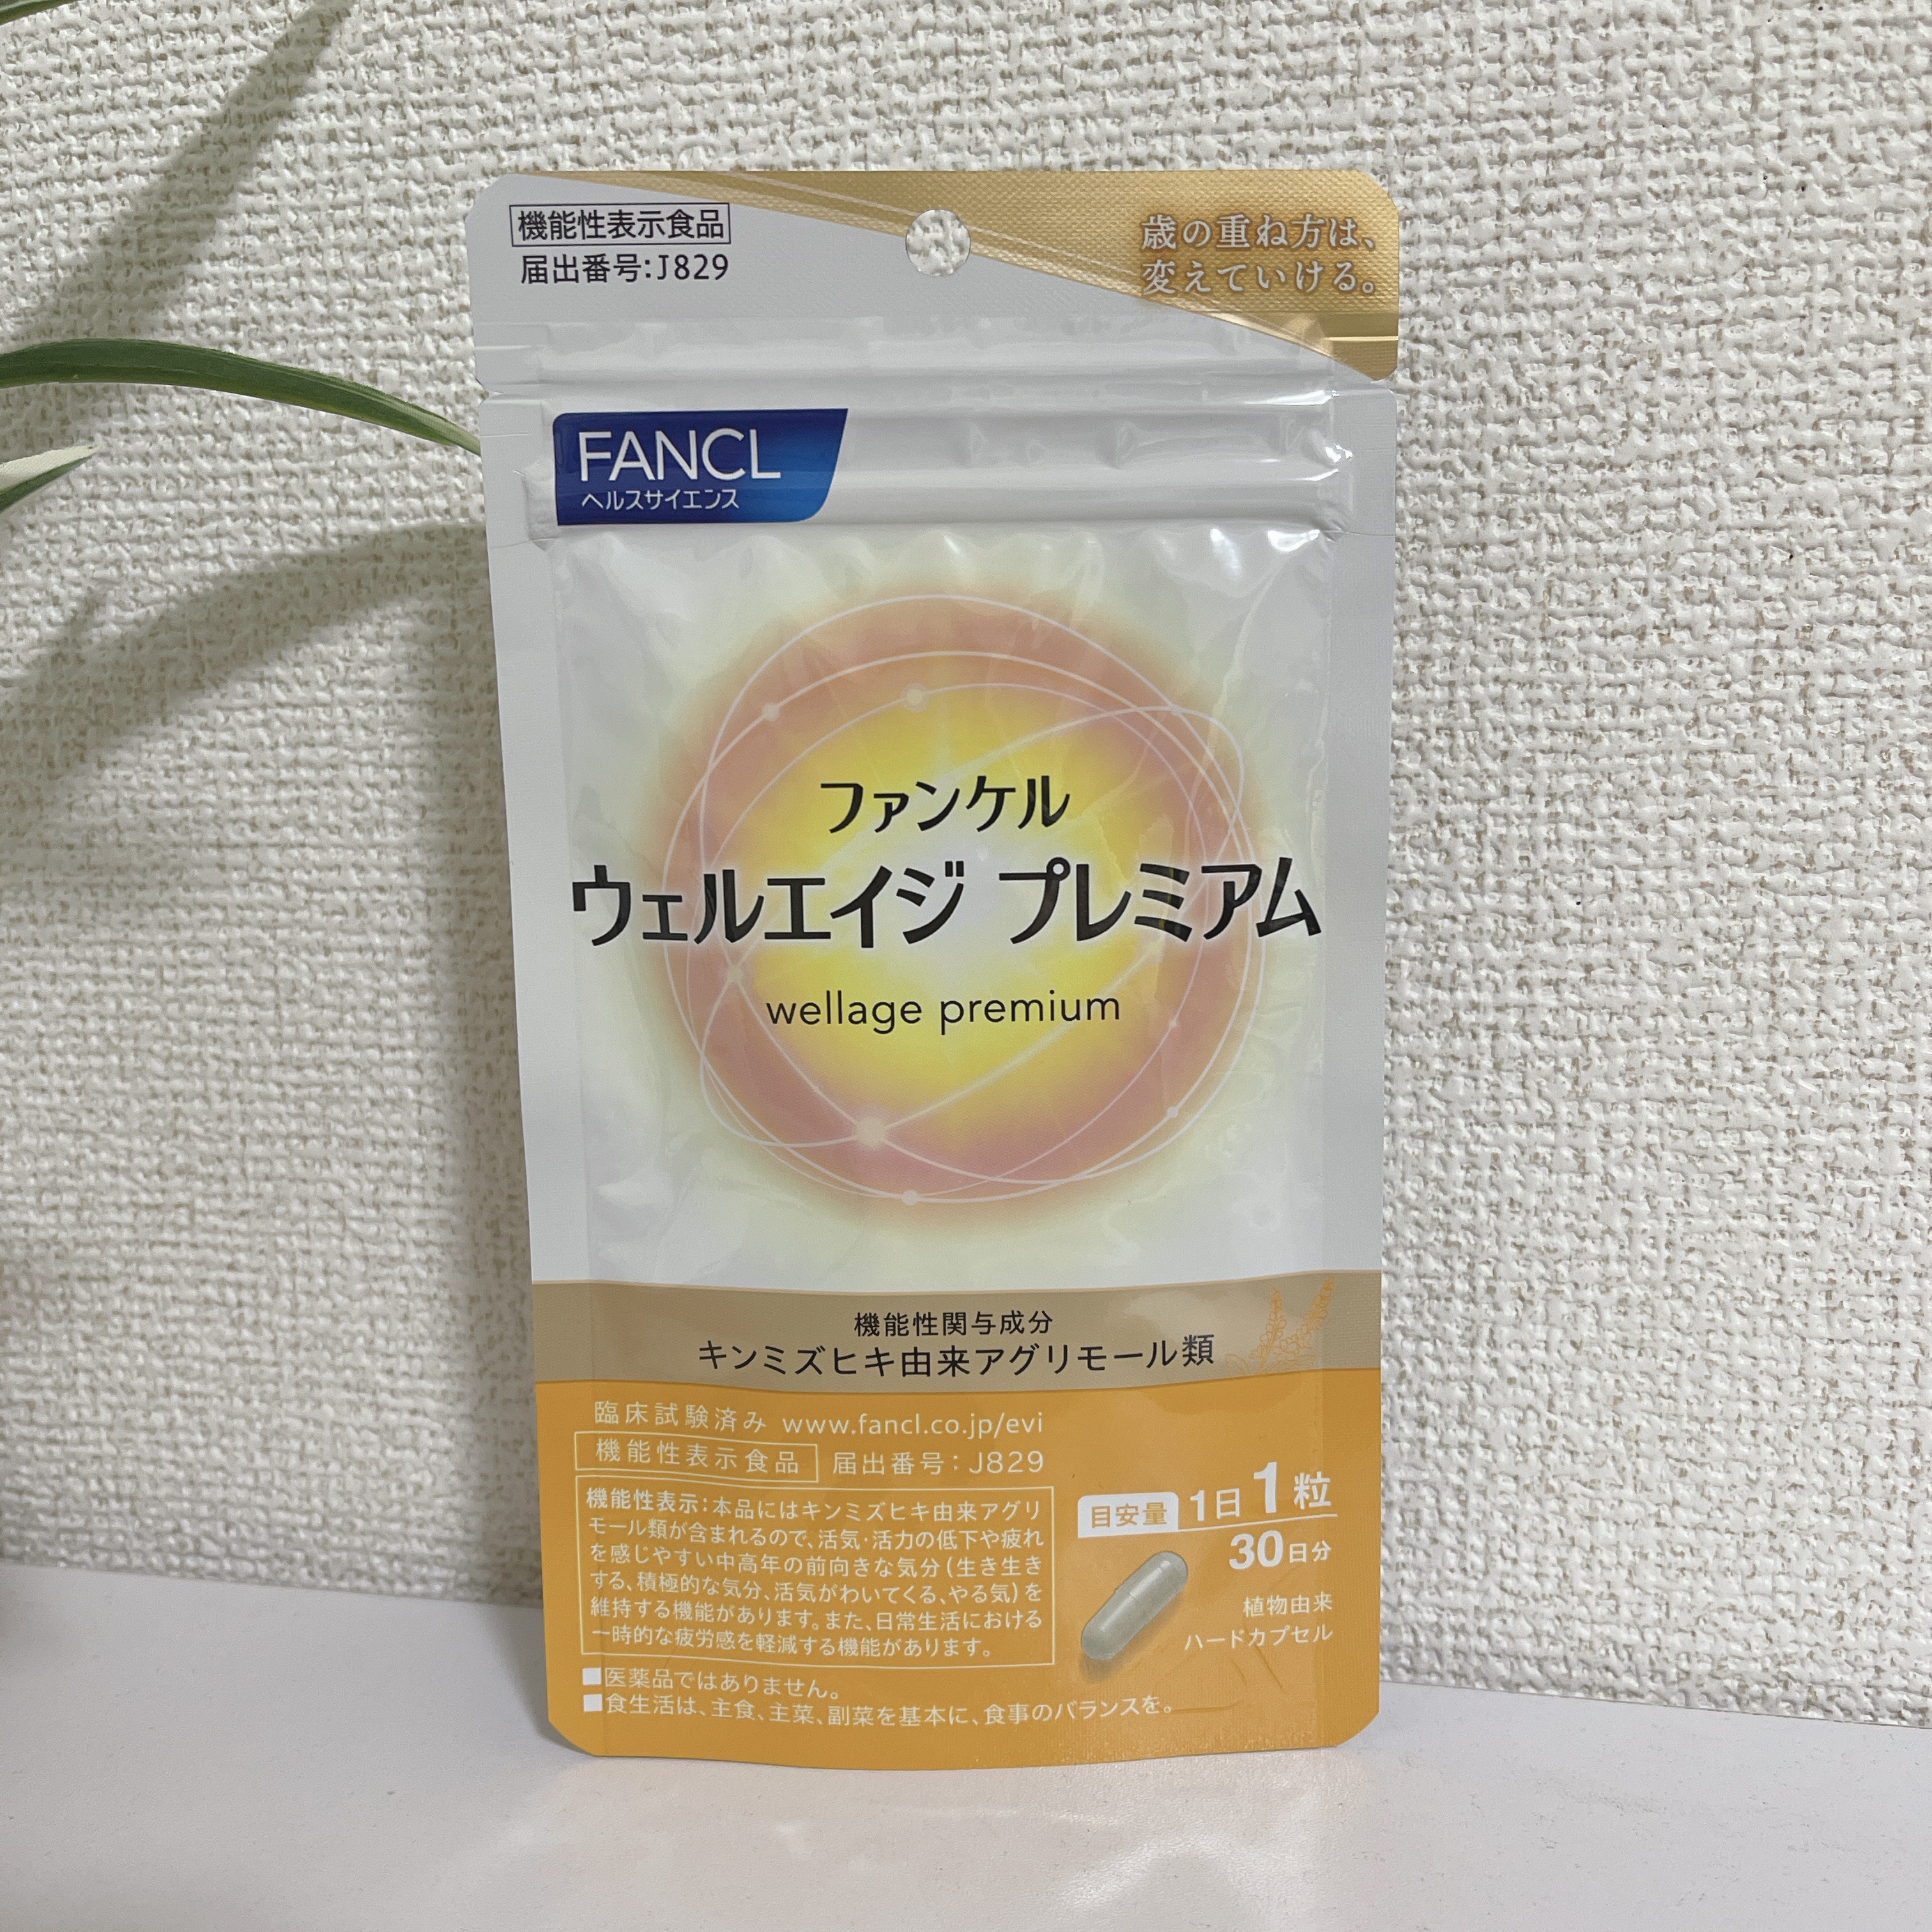 機能性表示食品
届出番号:J829
歳の重ね方は、
変えていける。
FANCL
ヘルスサイエンス
ファンケル
ウェルエイジ プレミアム
wellage premium
機能性関与成分
キンミズヒキ由来アグリモール類
臨床試験済み www.fancl.co.jp/evi
機能性表示食品 届出番号:J829
機能性表示:本品にはキンミズヒキ由来アグリ
モール類が含まれるので、活気・活力の低下や疲れ
を感じやすい中高年の前向きな気分(生き生き
する、積極的な気分、活気がわいてくる、やる気)を
維持する機能があります。また、日常生活における
一時的な疲労感を軽減する機能があります。
目安量 1日1粒
30日分
植物由来
ハードカプセル
■医薬品ではありません。
■食生活は、主食、主菜、副菜を基本に、食事のバランスを。